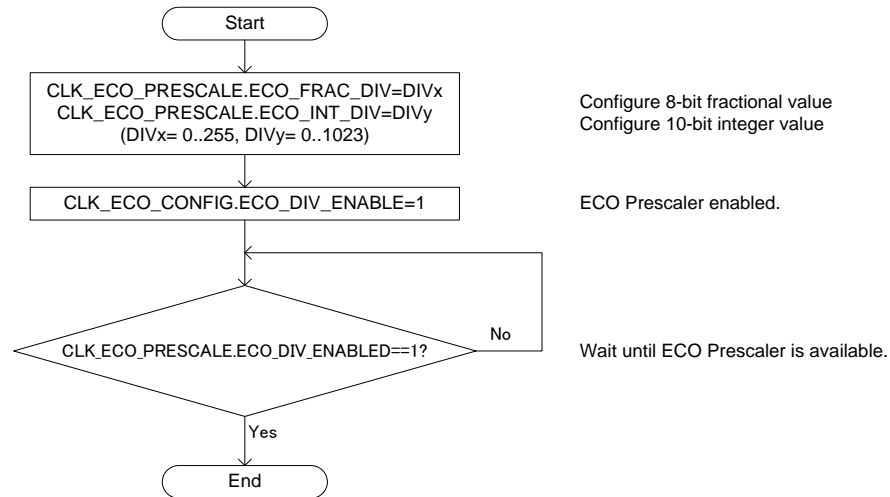 Start
CLK_ECO_PRESCALE.ECO_FRAC_DIV=DIVx
CLK_ECO_PRESCALE.ECO_INT_DIV=DIVy
(DIVx= 0..255, DIVy= 0..1023)
Configure 8-bit fractional value
Configure 10-bit integer value
CLK_ECO_CONFIG.ECO_DIV_ENABLE=1
ECO Prescaler enabled.
No
CLK_ECO_PRESCALE.ECO_DIV_ENABLED==1?
Wait until ECO Prescaler is available.
Yes
End